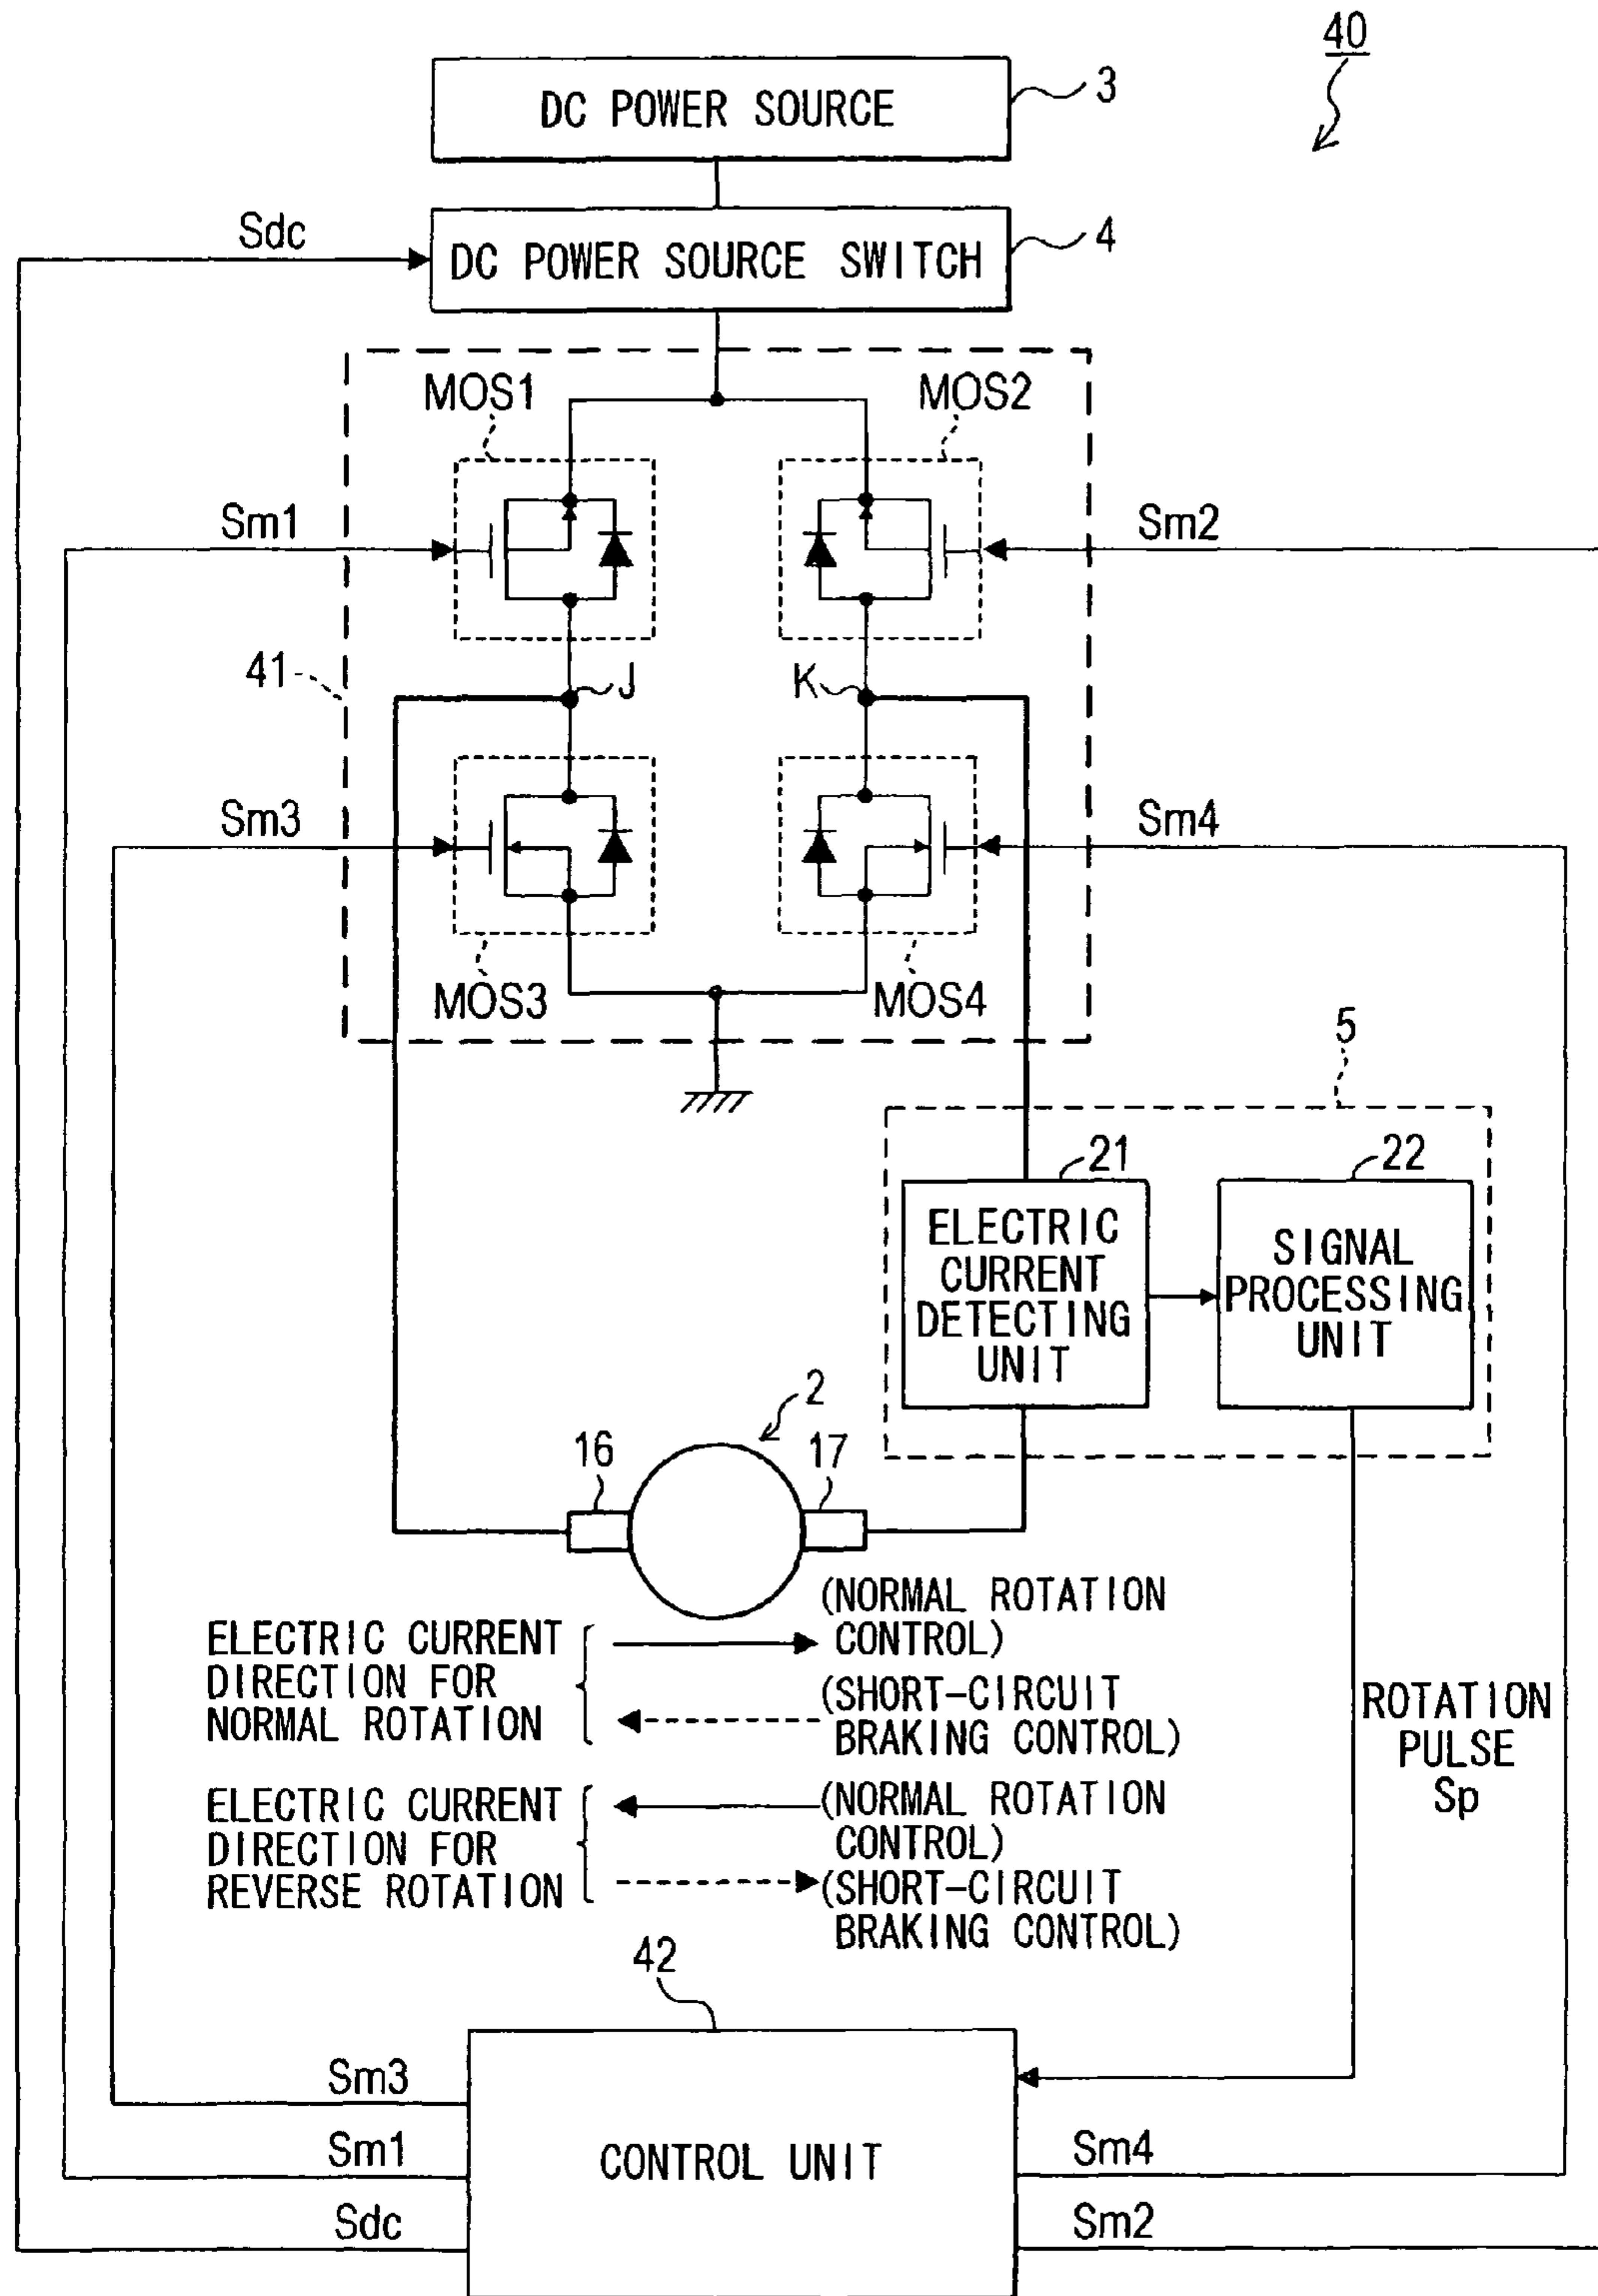 40
DC POWER SOURCE
3
Sdc
DC POWER SOURCE SWITCH
4
MOS1
MOS2
Sm1
Sm2
41
J
K
Sm3
Sm4
MOS3
MOS4
5
21
22
ELECTRIC
CURRENT
DETECTING
UNIT
SIGNAL
PROCESSING
UNIT
2
16
17
ELECTRIC CURRENT
DIRECTION FOR
NORMAL ROTATION
(NORMAL ROTATION
CONTROL)
(SHORT-CIRCUIT
BRAKING CONTROL)
ELECTRIC CURRENT
DIRECTION FOR
REVERSE ROTATION
(NORMAL ROTATION
CONTROL)
(SHORT-CIRCUIT
BRAKING CONTROL)
ROTATION
PULSE
Sp
42
Sm3
Sm1
Sdc
CONTROL UNIT
Sm4
Sm2